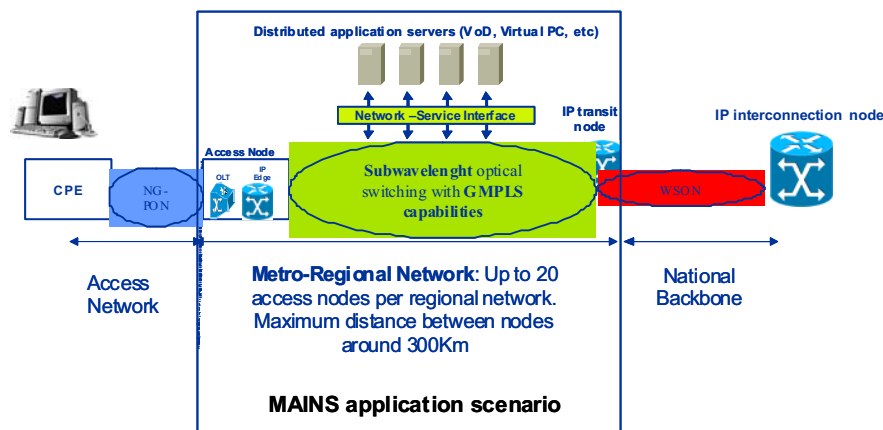 Distributed application servers (VoD, Virtual PC, etc)
Network –Service Interface
IP transit
node
IP interconnection node
Access Node
OLT
IP
Edge
CPE
NG-
PON
Subwavelenght optical
switching with GMPLS
capabilities
WSON
Access
Network
Metro-Regional Network: Up to 20
access nodes per regional network.
Maximum distance between nodes
around 300Km
National
Backbone
MAINS application scenario